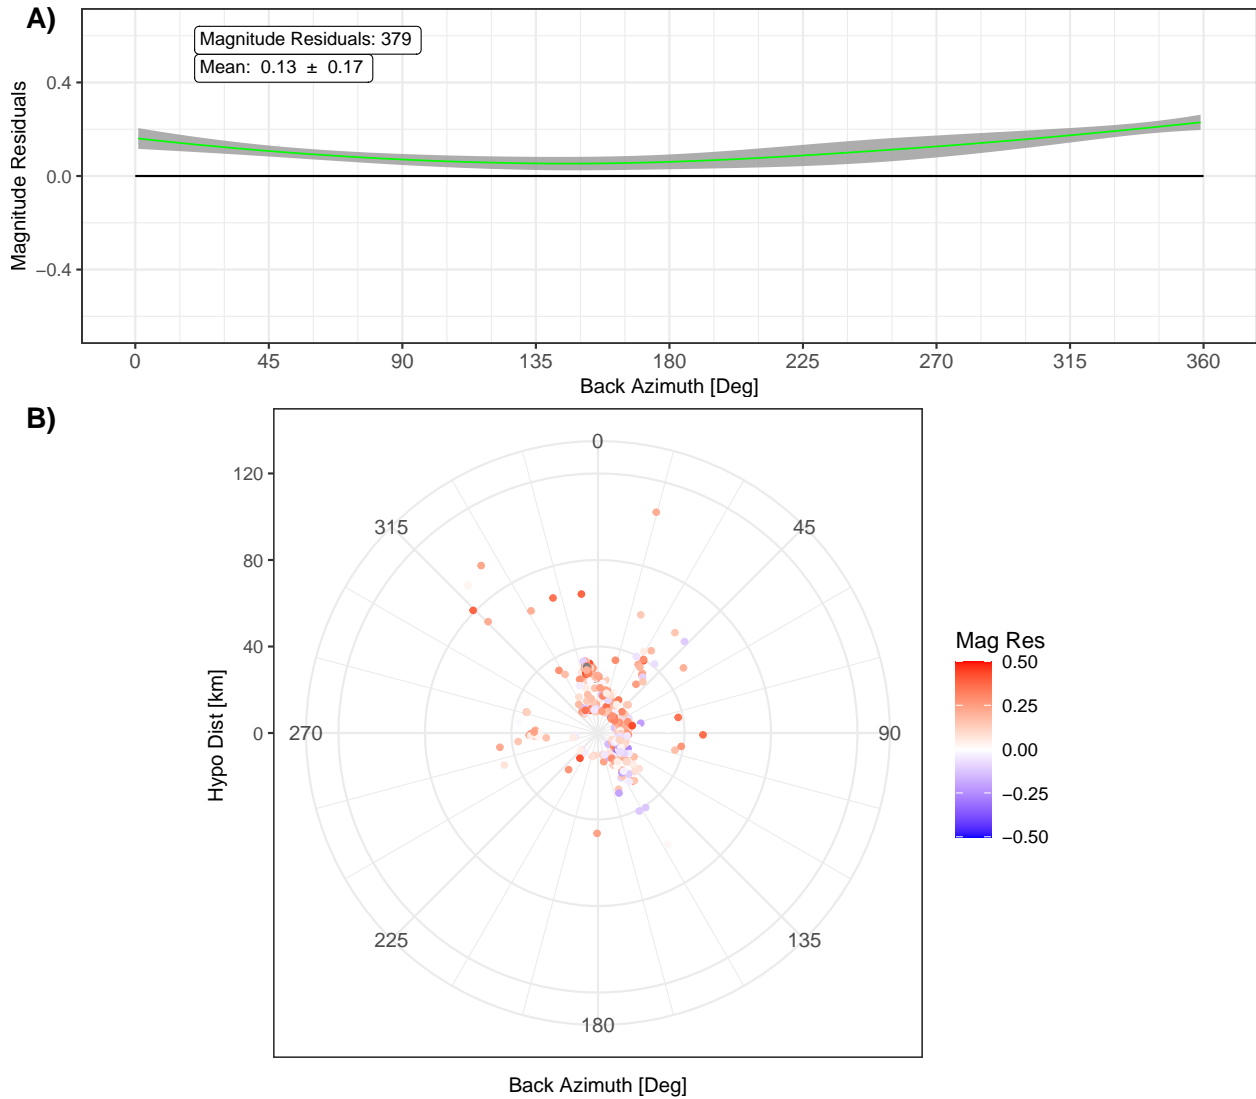 A)
Magnitude Residuals: 379
Mean:  0.13  ±  0.17
Magnitude Residuals
0.4
0.0
−0.4
0 45 90 135 180 225 270 315 360
Back Azimuth [Deg]
B)
Hypo Dist [km]
120
80
40
0
0
45
90
135
180
225
270
315
Back Azimuth [Deg]
Mag Res
0.50
0.25
0.00
−0.25
−0.50